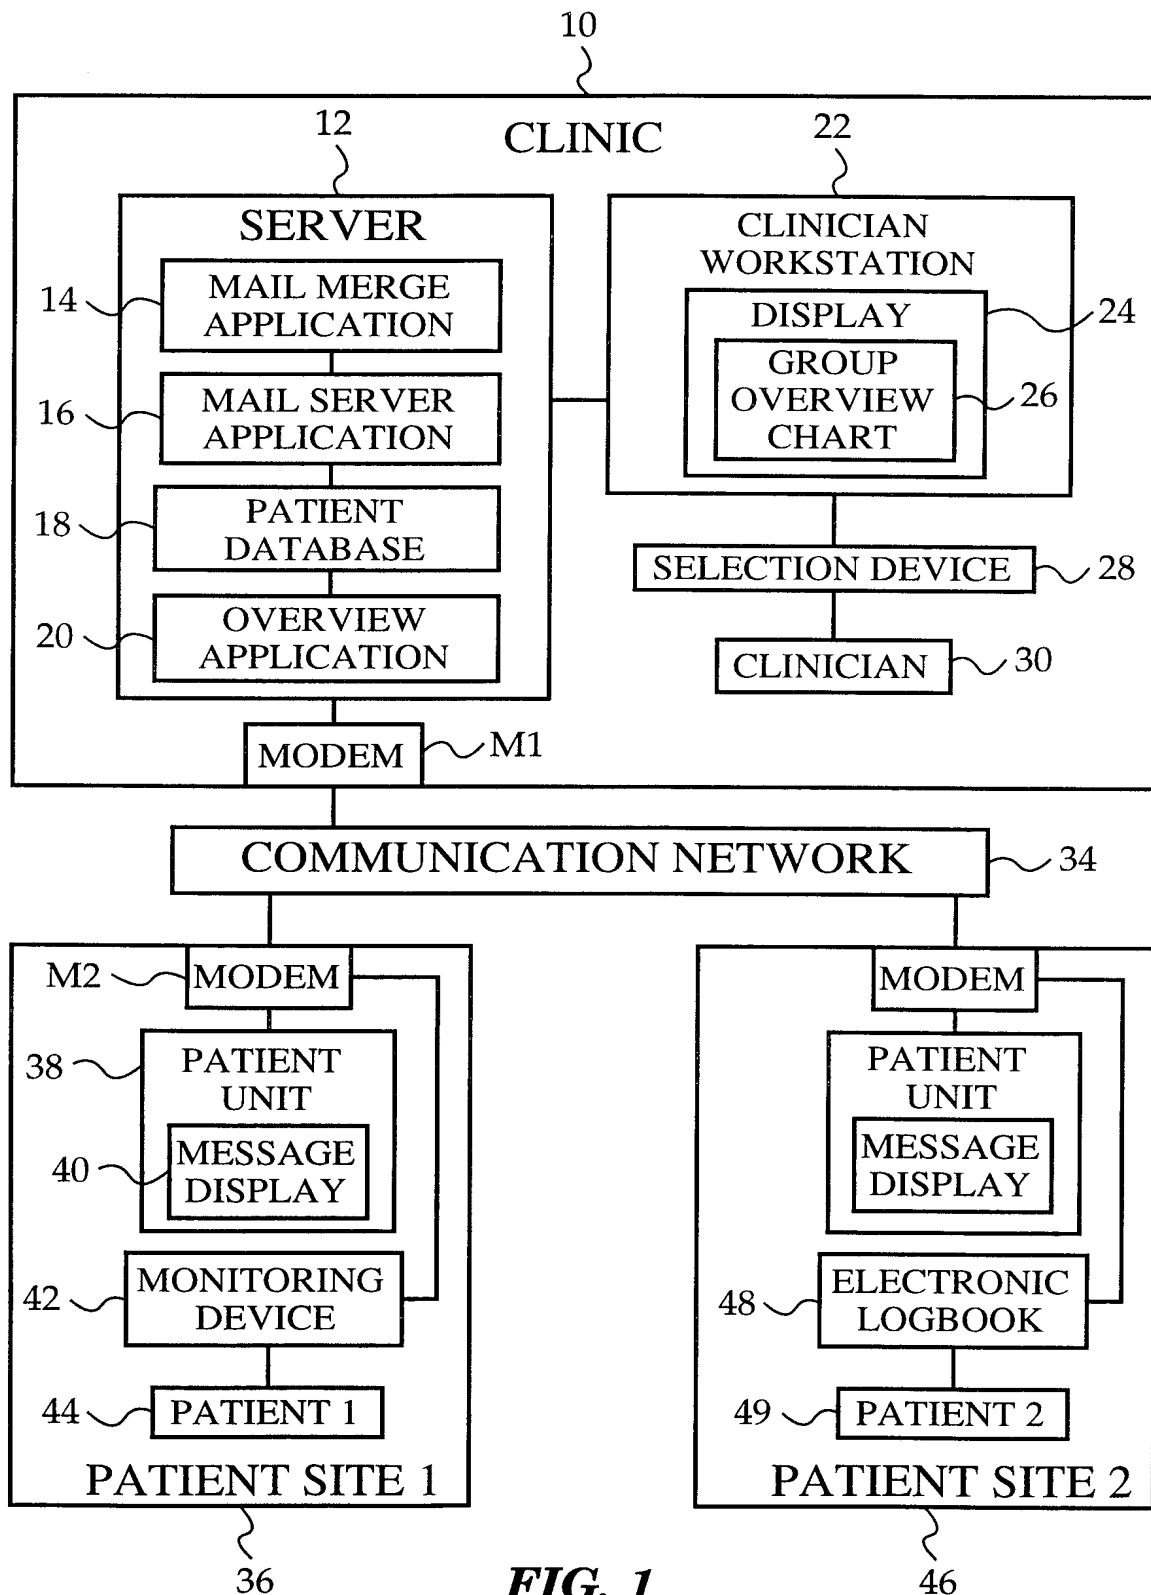 10
CLINIC
12
22
SERVER
CLINICIAN
WORKSTATION
14
MAIL MERGE
APPLICATION
DISPLAY
24
GROUP
OVERVIEW
CHART
26
16
MAIL SERVER
APPLICATION
18
PATIENT
DATABASE
SELECTION DEVICE
28
20
OVERVIEW
APPLICATION
CLINICIAN
30
MODEM
M1
COMMUNICATION NETWORK
34
M2
MODEM
MODEM
38
PATIENT
UNIT
PATIENT
UNIT
40
MESSAGE
DISPLAY
MESSAGE
DISPLAY
42
MONITORING
DEVICE
48
ELECTRONIC
LOGBOOK
44
PATIENT 1
49
PATIENT 2
PATIENT SITE 1
PATIENT SITE 2
36
FIG. 1
46